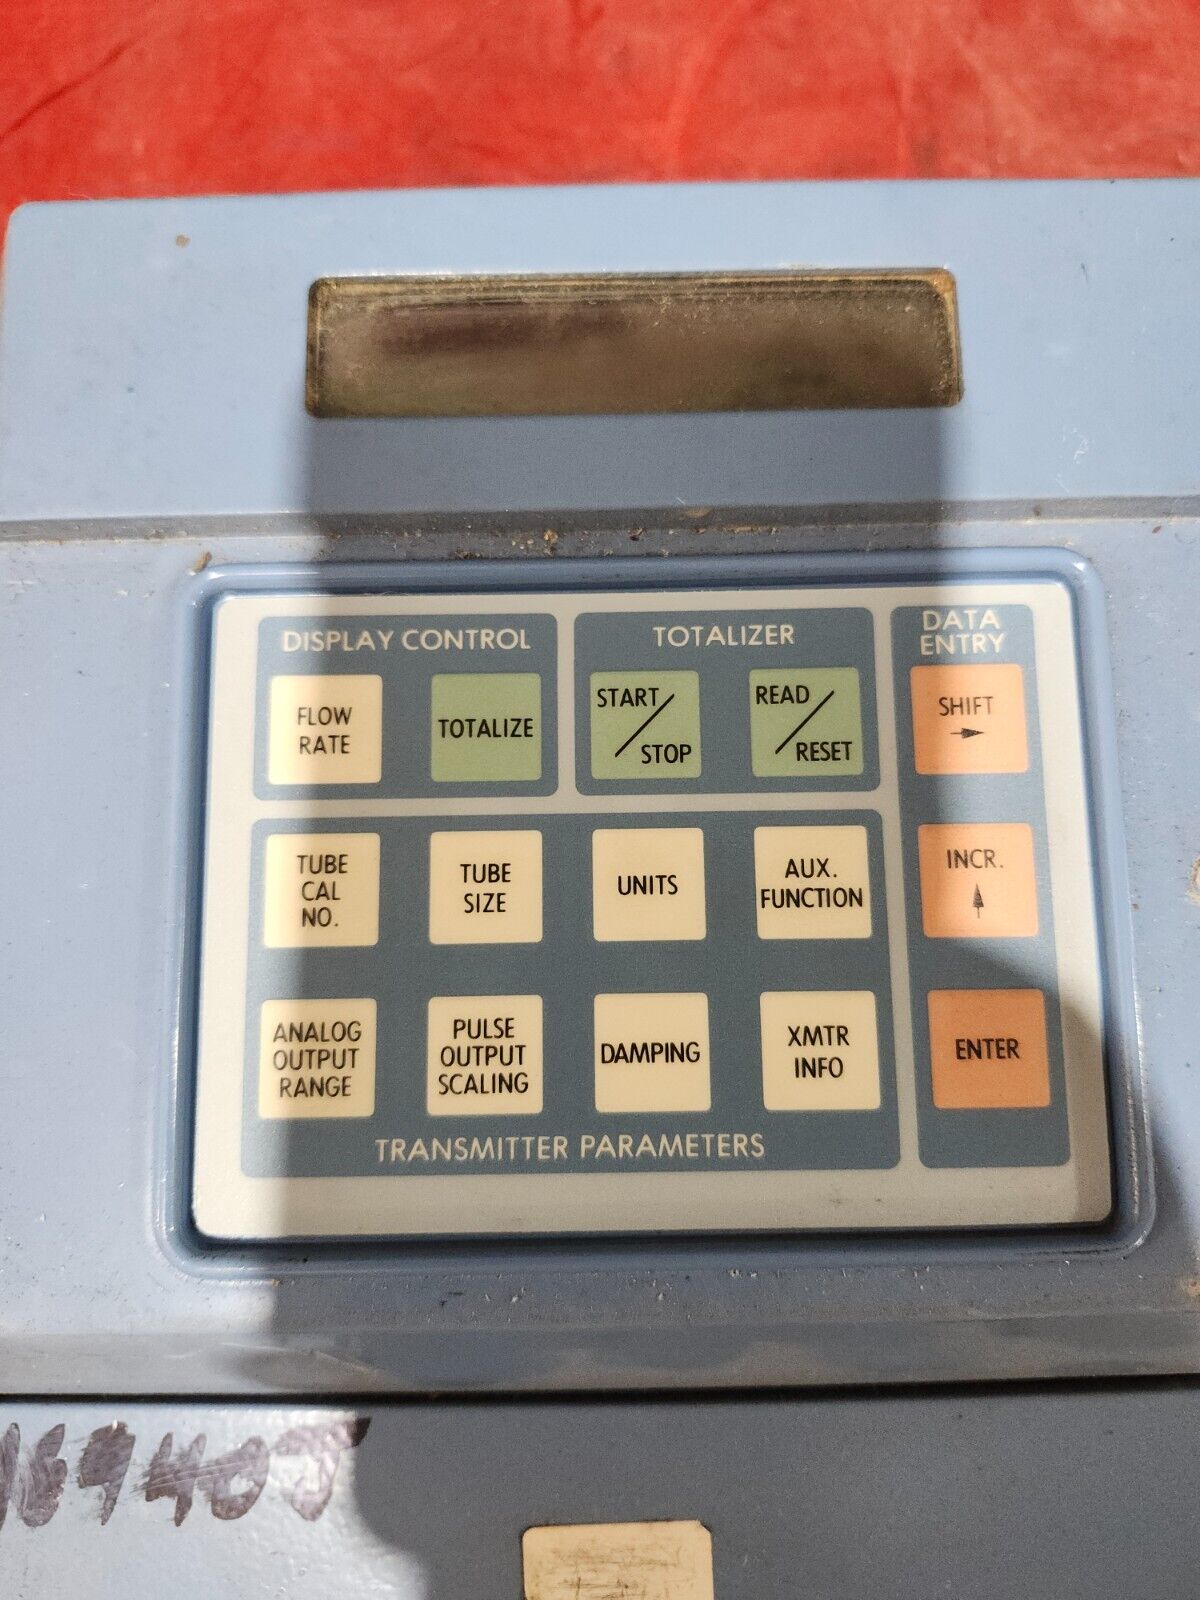 DISPLAY CONTROL
TOTALIZER
DATA
ENTRY
FLOW
RATE
TOTALIZE
START/
STOP
READ/
RESET
SHIFT
→
TUBE
CAL
NO.
TUBE
SIZE
UNITS
AUX.
FUNCTION
INCR.
↑
ANALOG
OUTPUT
RANGE
PULSE
OUTPUT
SCALING
DAMPING
XMTR
INFO
ENTER
TRANSMITTER PARAMETERS